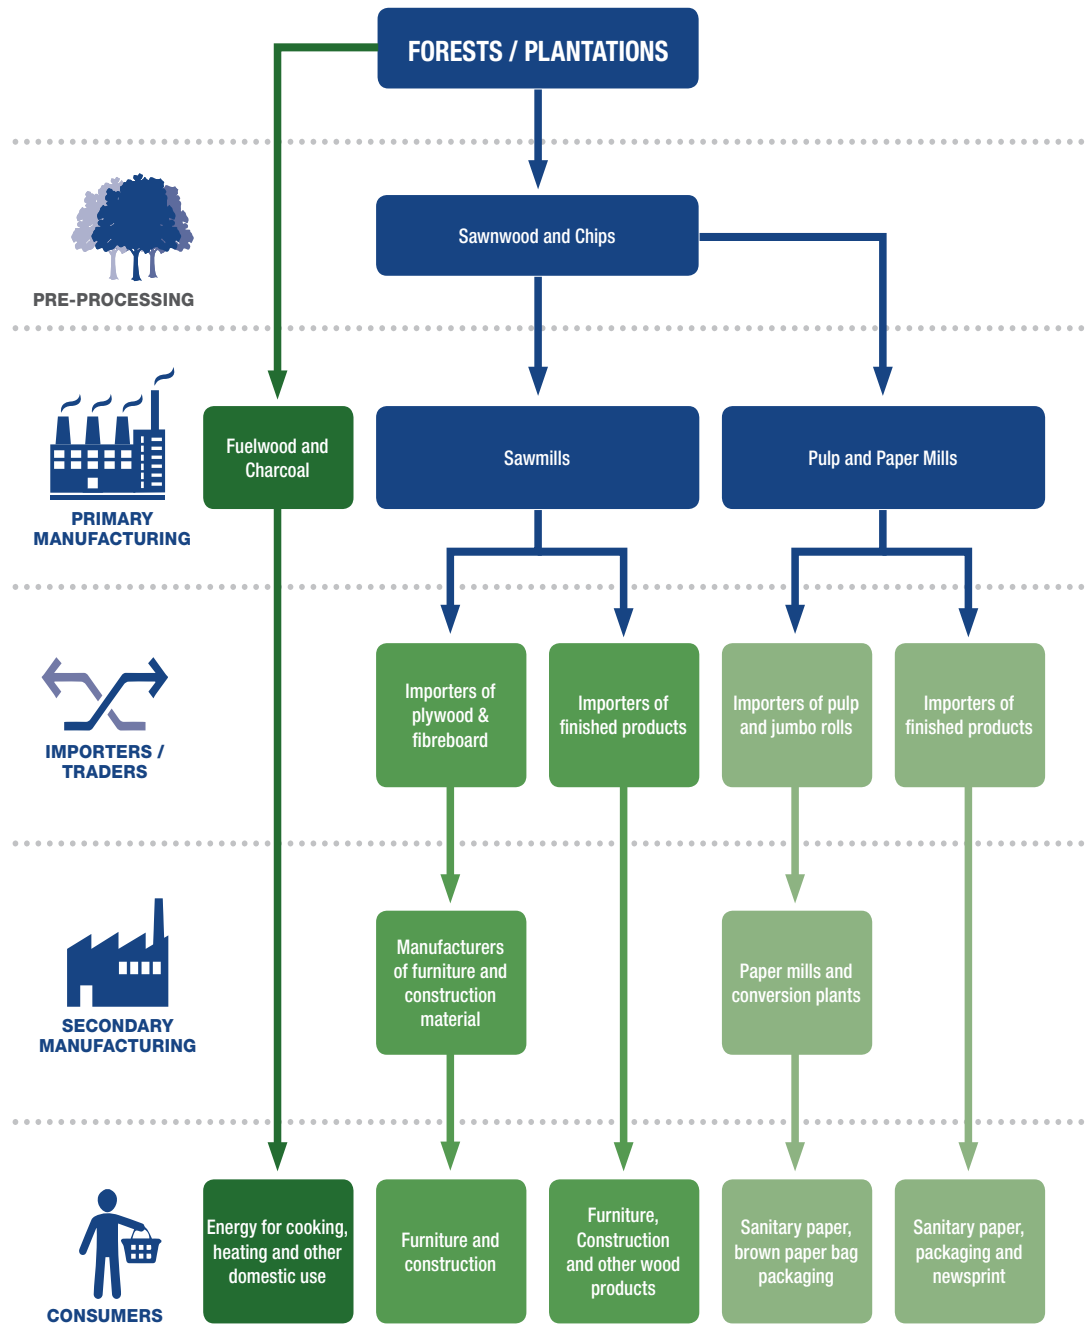 FORESTS / PLANTATIONS
Sawnwood and Chips
PRE-PROCESSING
Fuelwood and
Charcoal
Sawmills
Pulp and Paper Mills
PRIMARY
MANUFACTURING
Importers of
plywood &
fibreboard
Importers of
finished products
Importers of pulp
and jumbo rolls
Importers of
finished products
IMPORTERS /
TRADERS
Manufacturers
of furniture and
construction
material
Paper mills and
conversion plants
SECONDARY
MANUFACTURING
Energy for cooking,
heating and other
domestic use
Furniture and
construction
Furniture,
Construction
and other wood
products
Sanitary paper,
brown paper bag
packaging
Sanitary paper,
packaging and
newsprint
CONSUMERS